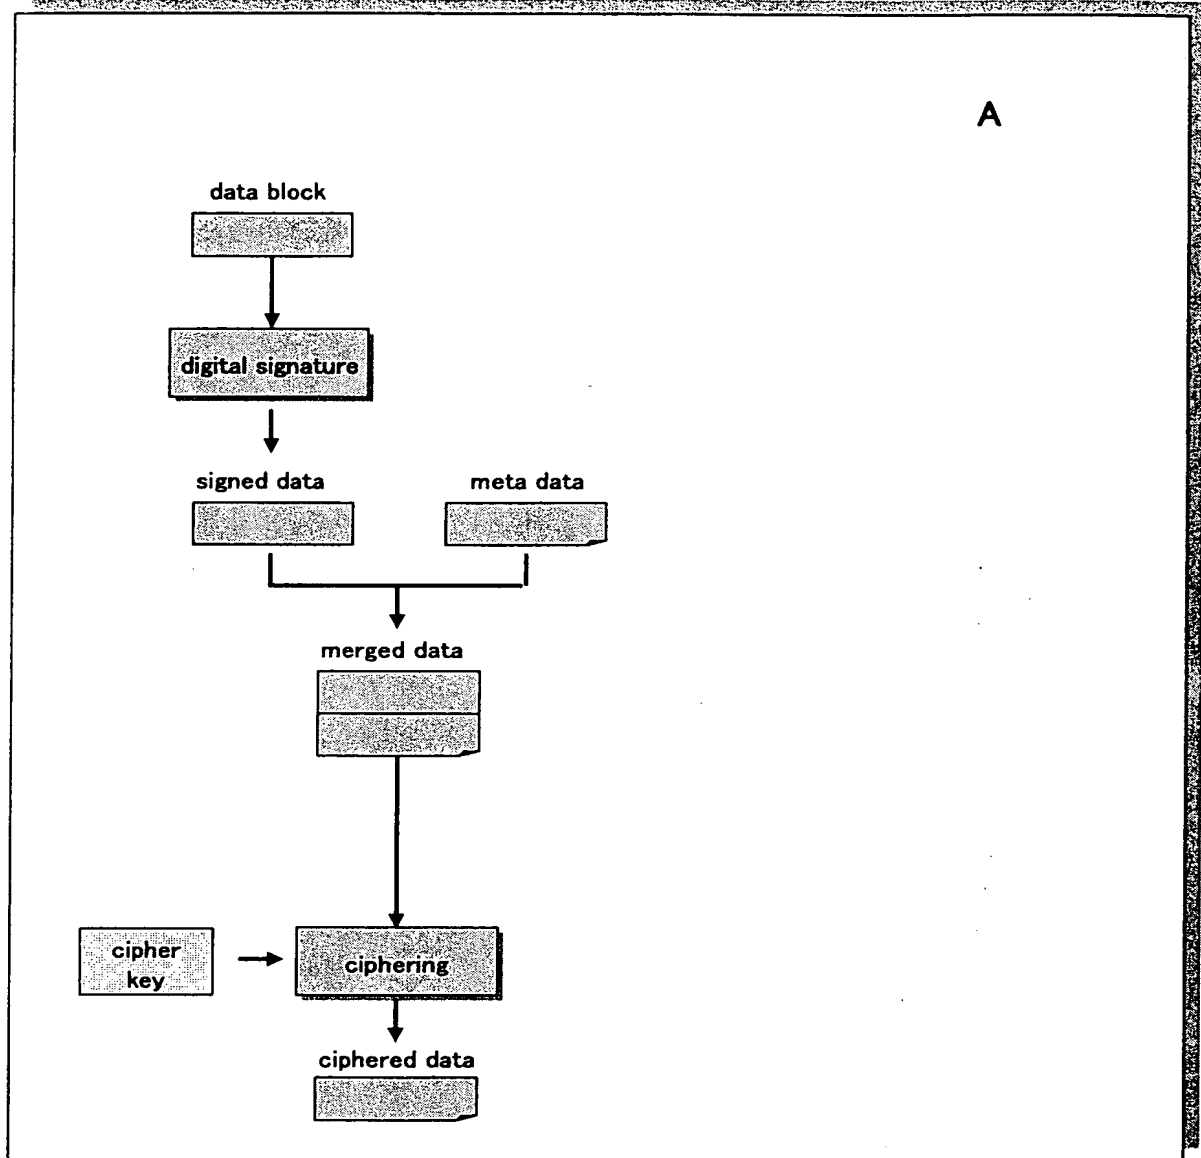 A
data block
digital signature
signed data
meta data
merged data
cipher
key
ciphering
ciphered data